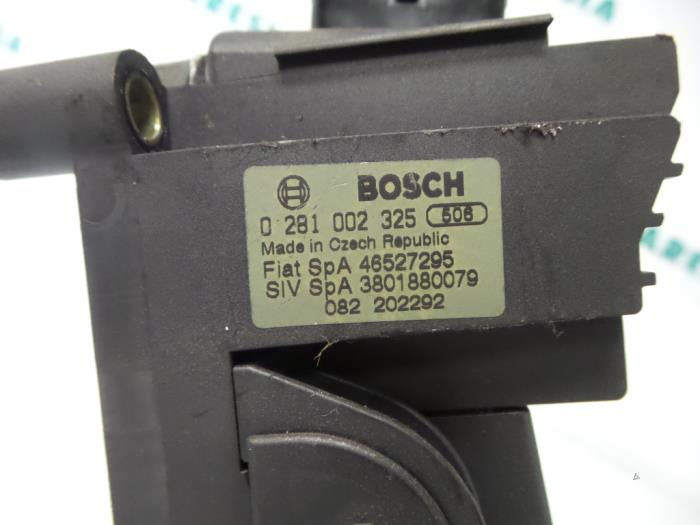 BOSCH
0 281 002 325 506
Made in Czech Republic
Fiat SpA 46527295
SIV SpA 3801880079
082 202292